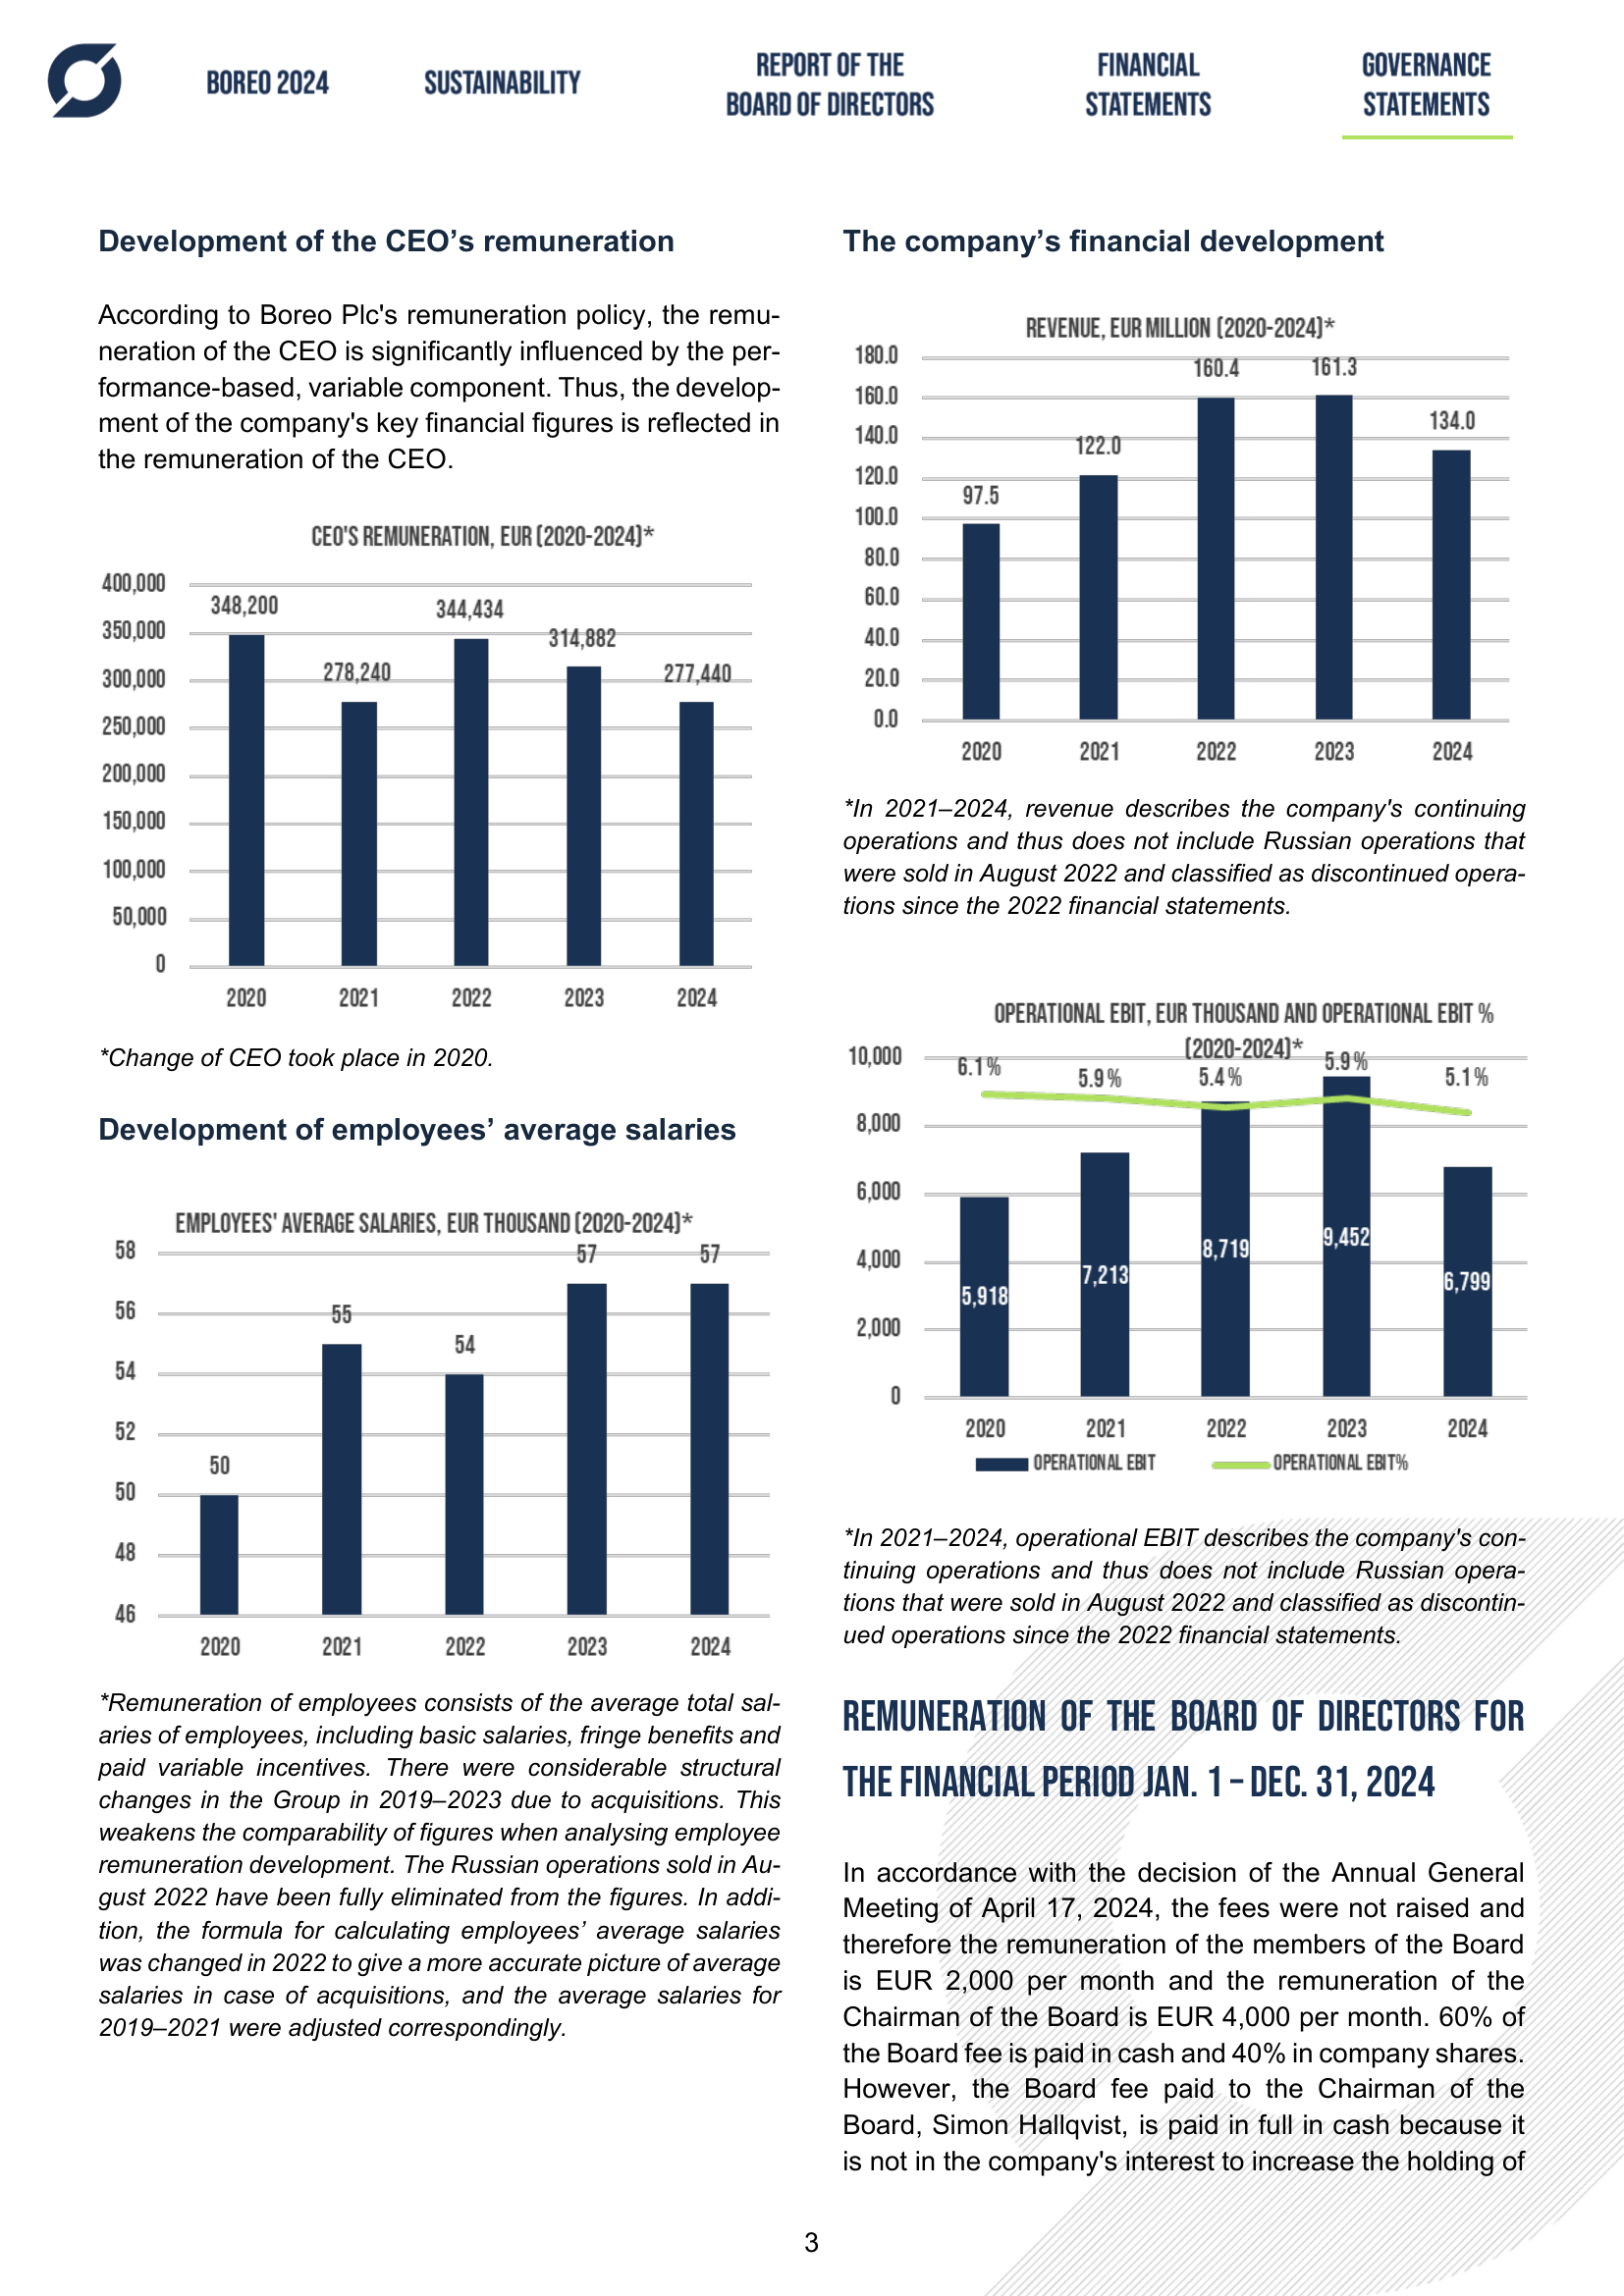 BOREO 2024
SUSTAINABILITY
REPORT OF THE
BOARD OF DIRECTORS
FINANCIAL
STATEMENTS
GOVERNANCE
STATEMENTS
Development of the CEO's remuneration
According to Boreo Plc's remuneration policy, the remu-
neration of the CEO is significantly influenced by the per-
formance-based, variable component. Thus, the develop-
ment of the company's key financial figures is reflected in
the remuneration of the CEO.
CEO'S REMUNERATION, EUR (2020-2024)*
400,000
350,000
300,000
250,000
200,000
150,000
100,000
50,000
0
348,200
278,240
344,434
314,882
277,440
2020
2021
2022
2023
2024
*Change of CEO took place in 2020.
Development of employees' average salaries
EMPLOYEES' AVERAGE SALARIES, EUR THOUSAND (2020-2024)*
58
56
54
52
50
48
46
50
55
54
57
57
2020
2021
2022
2023
2024
*Remuneration of employees consists of the average total sal-
aries of employees, including basic salaries, fringe benefits and
paid variable incentives. There were considerable structural
changes in the Group in 2019–2023 due to acquisitions. This
weakens the comparability of figures when analysing employee
remuneration development. The Russian operations sold in Au-
gust 2022 have been fully eliminated from the figures. In addi-
tion, the formula for calculating employees' average salaries
was changed in 2022 to give a more accurate picture of average
salaries in case of acquisitions, and the average salaries for
2019–2021 were adjusted correspondingly.
The company's financial development
REVENUE, EUR MILLION (2020-2024)*
180.0
160.0
140.0
120.0
100.0
80.0
60.0
40.0
20.0
0.0
97.5
122.0
160.4
161.3
134.0
2020
2021
2022
2023
2024
*In 2021–2024, revenue describes the company's continuing
operations and thus does not include Russian operations that
were sold in August 2022 and classified as discontinued opera-
tions since the 2022 financial statements.
OPERATIONAL EBIT, EUR THOUSAND AND OPERATIONAL EBIT %
(2020-2024)*
10,000
8,000
6,000
4,000
2,000
0
6.1%
5.9%
5.4%
5.9%
5.1%
5,918
7,213
8,719
9,452
6,799
2020
2021
2022
2023
2024
OPERATIONAL EBIT
OPERATIONAL EBIT%
*In 2021–2024, operational EBIT describes the company's con-
tinuing operations and thus does not include Russian opera-
tions that were sold in August 2022 and classified as discontin-
ued operations since the 2022 financial statements.
REMUNERATION OF THE BOARD OF DIRECTORS FOR
THE FINANCIAL PERIOD JAN. 1 – DEC. 31, 2024
In accordance with the decision of the Annual General
Meeting of April 17, 2024, the fees were not raised and
therefore the remuneration of the members of the Board
is EUR 2,000 per month and the remuneration of the
Chairman of the Board is EUR 4,000 per month. 60% of
the Board fee is paid in cash and 40% in company shares.
However, the Board fee paid to the Chairman of the
Board, Simon Hallqvist, is paid in full in cash because it
is not in the company's interest to increase the holding of
3